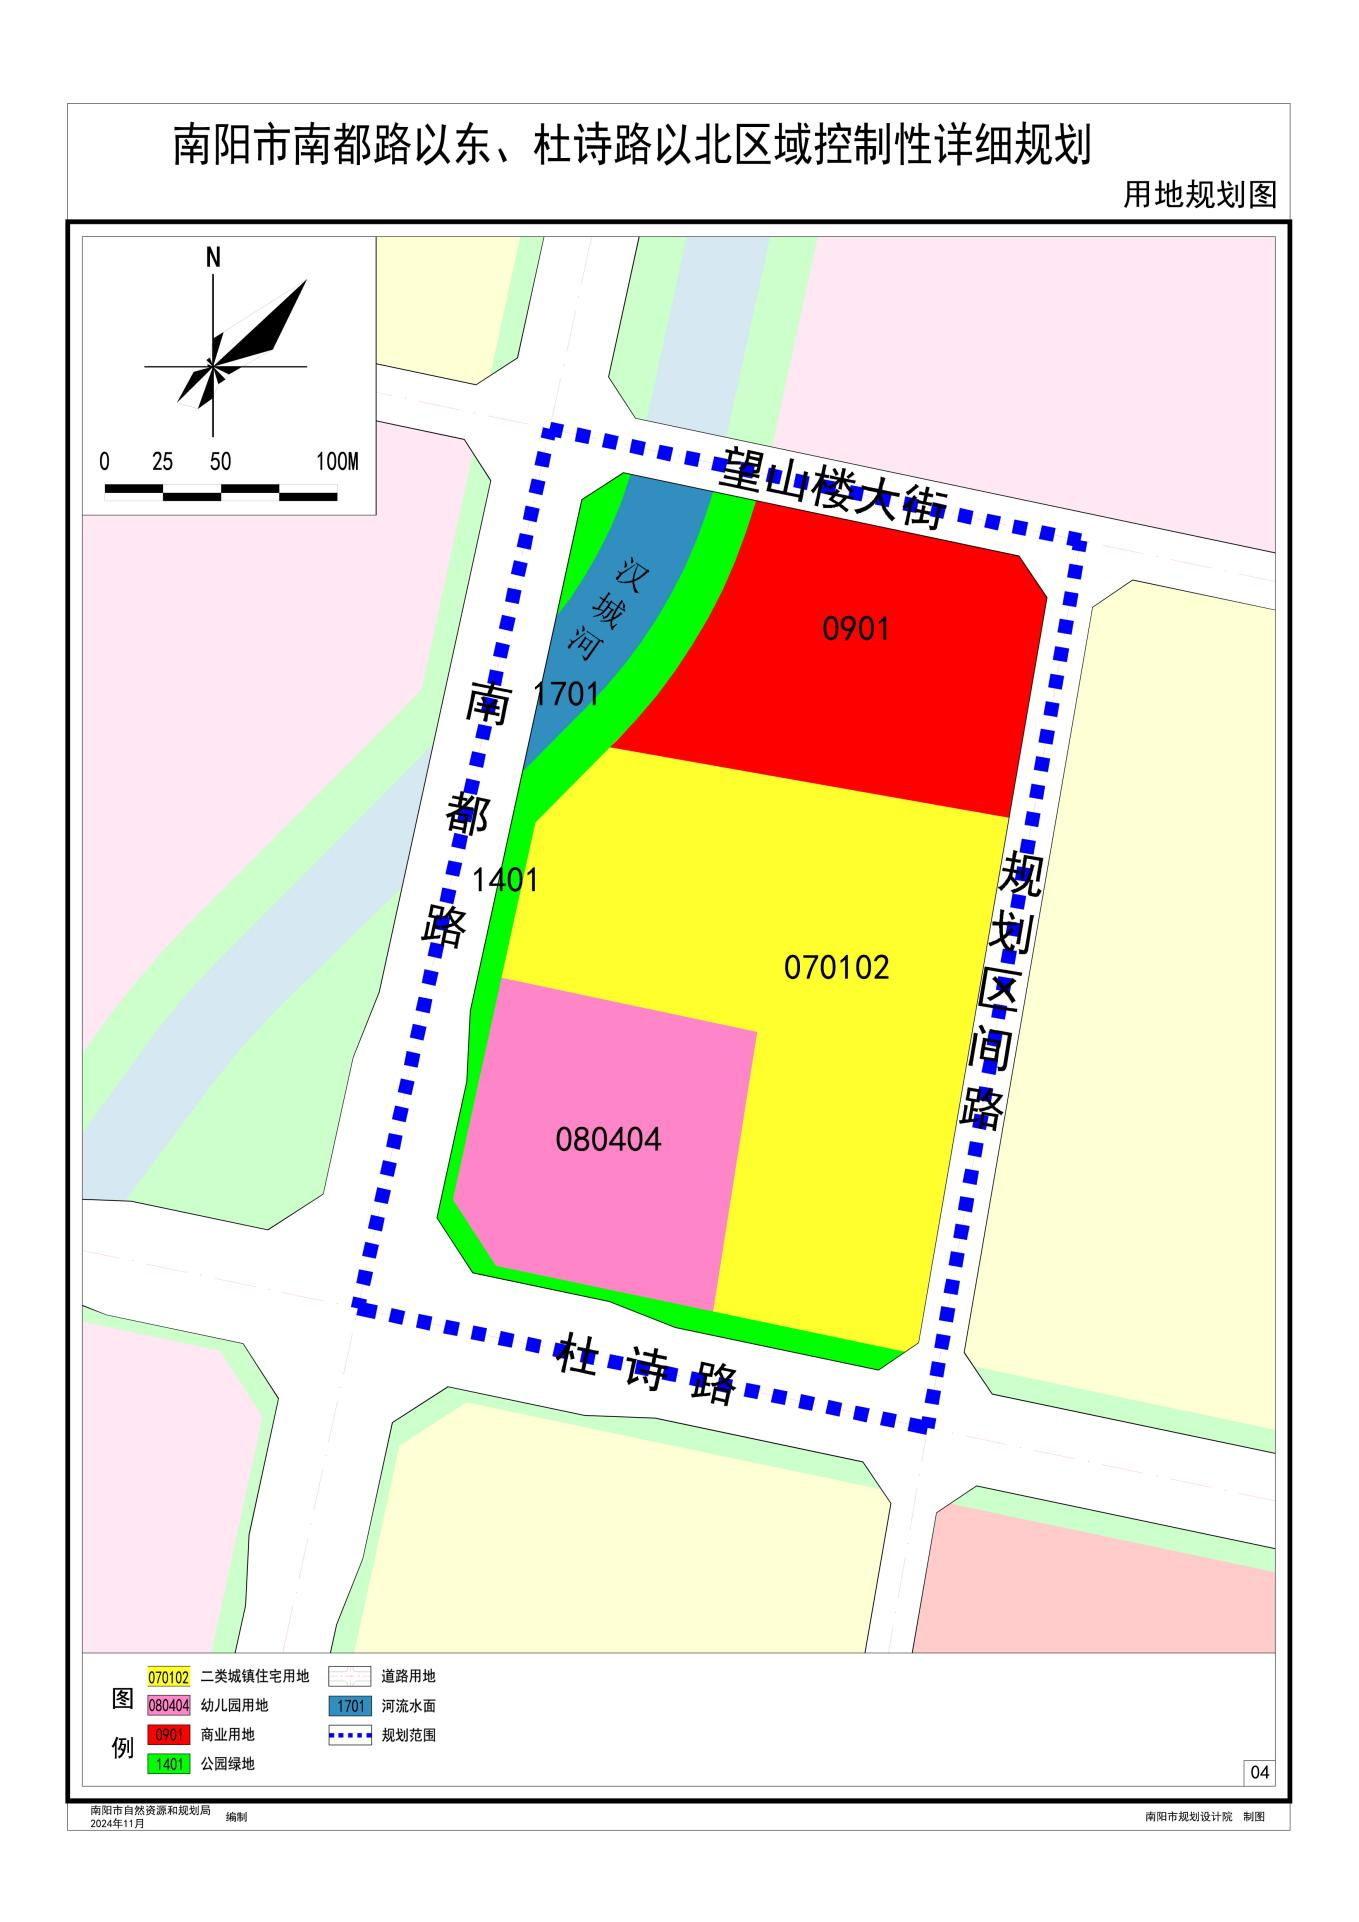 南阳市南都路以东、杜诗路以北区域控制性详细规划
用地规划图
N
0 25 50 100M
望山楼大街
汉城河
0901
1701
南都路
1401
规划区间路
070102
080404
杜诗路
图例
070102 二类城镇住宅用地
080404 幼儿园用地
0901 商业用地
1401 公园绿地
道路用地
1701 河流水面
规划范围
04
南阳市自然资源和规划局 编制
2024年11月
南阳市规划设计院 制图